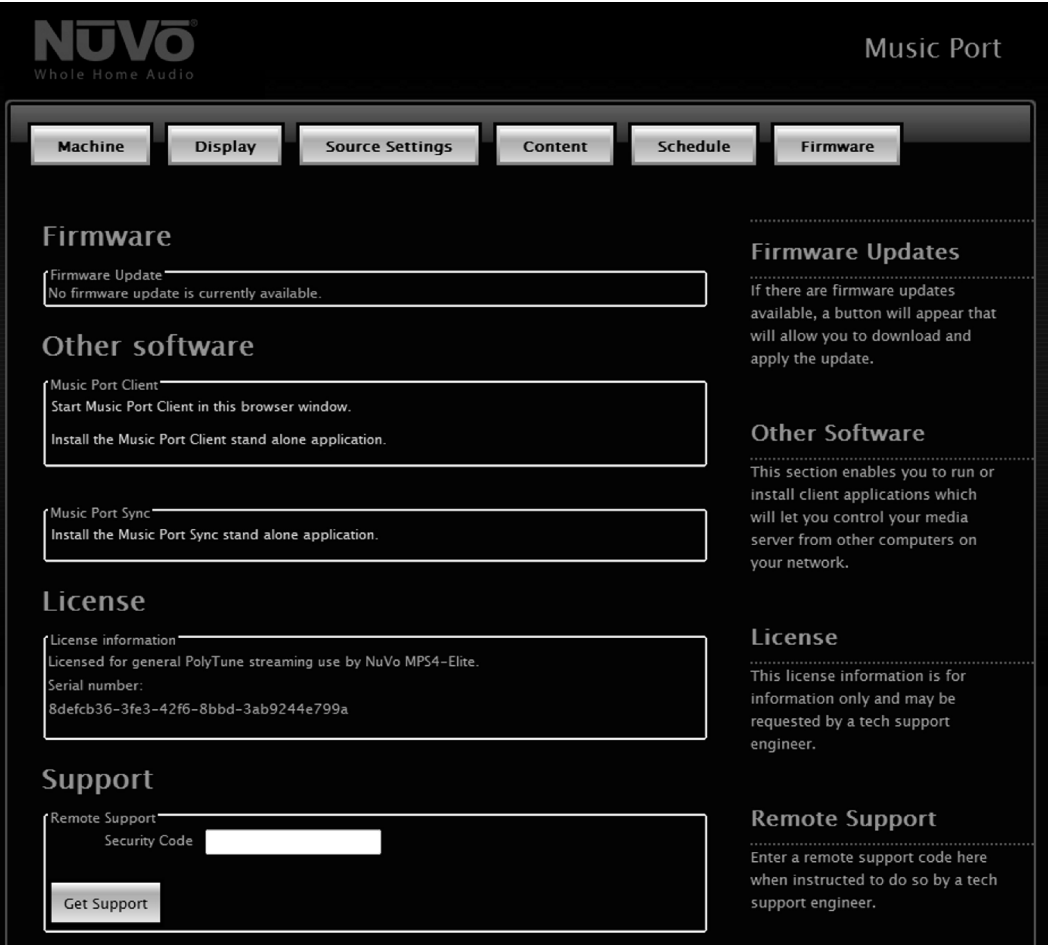 NŪVŌ®
Whole Home Audio
Music Port
Machine
Display
Source Settings
Content
Schedule
Firmware
Firmware
Firmware Update
No firmware update is currently available.
Other software
Music Port Client
Start Music Port Client in this browser window.
Install the Music Port Client stand alone application.
Music Port Sync
Install the Music Port Sync stand alone application.
License
License information
Licensed for general PolyTune streaming use by NuVo MPS4-Elite.
Serial number:
8defcb36-3fe3-42f6-8bbd-3ab9244e799a
Support
Remote Support
Security Code
Get Support
Firmware Updates
If there are firmware updates
available, a button will appear that
will allow you to download and
apply the update.
Other Software
This section enables you to run or
install client applications which
will let you control your media
server from other computers on
your network.
License
This license information is for
information only and may be
requested by a tech support
engineer.
Remote Support
Enter a remote support code here
when instructed to do so by a tech
support engineer.